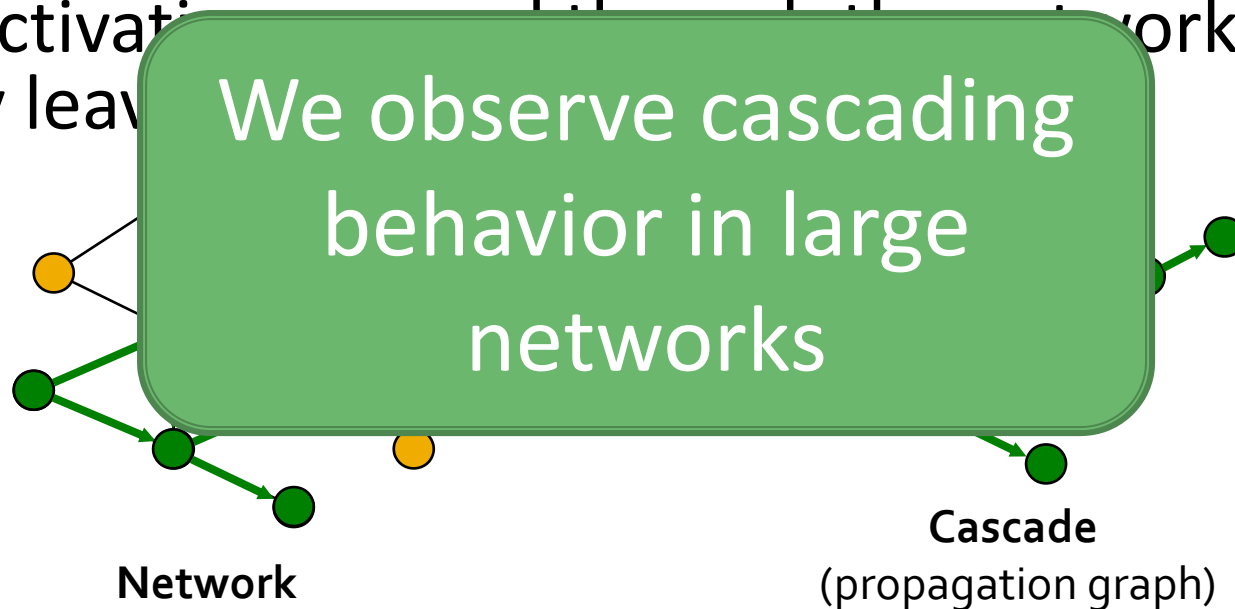 We observe cascading
behavior in large
networks
Cascade
(propagation graph)
Network